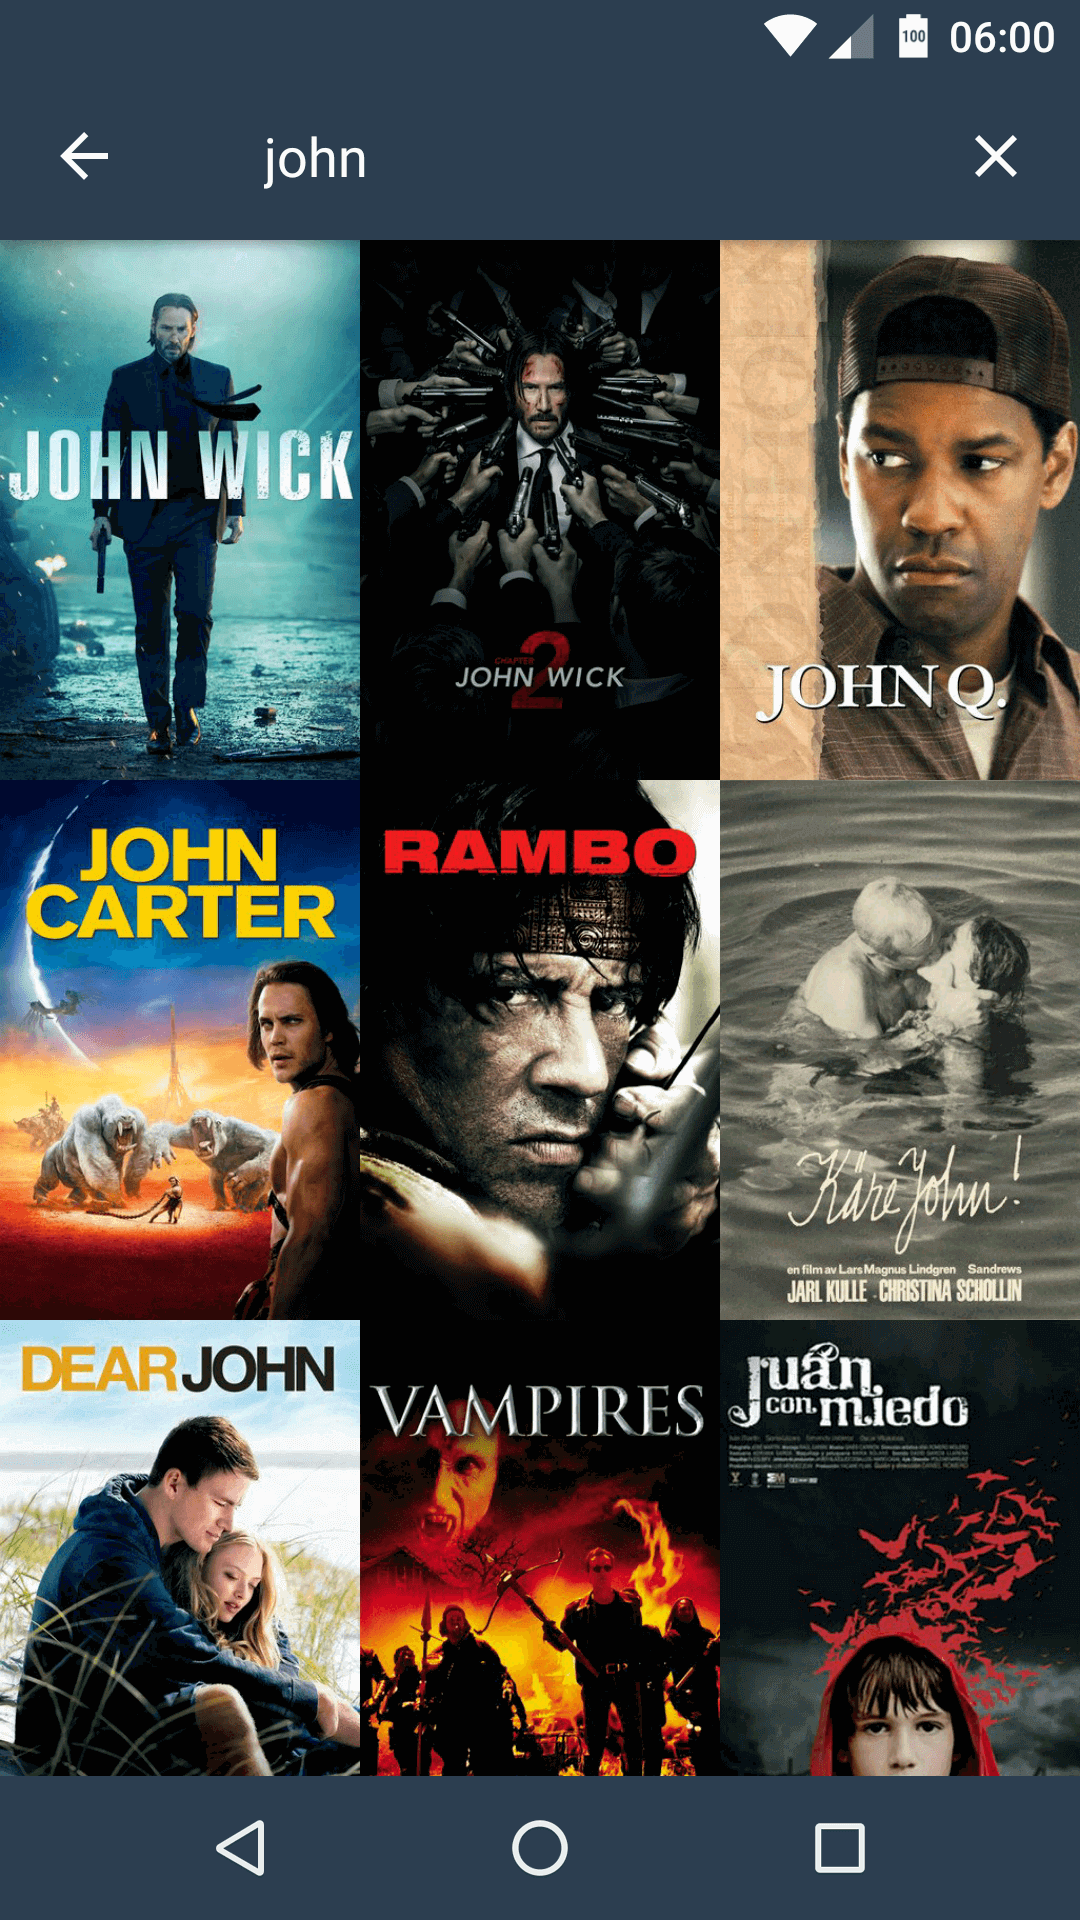 100 06:00
john
JOHN WICK
CHAPTER 2
JOHN WICK
JOHN Q.
JOHN
CARTER
RAMBO
Käre John!
en film av Lars Magnus Lindgren Sandrews
JARL KULLE - CHRISTINA SCHOLLIN
DEAR JOHN
VAMPIRES
juan
con miedo